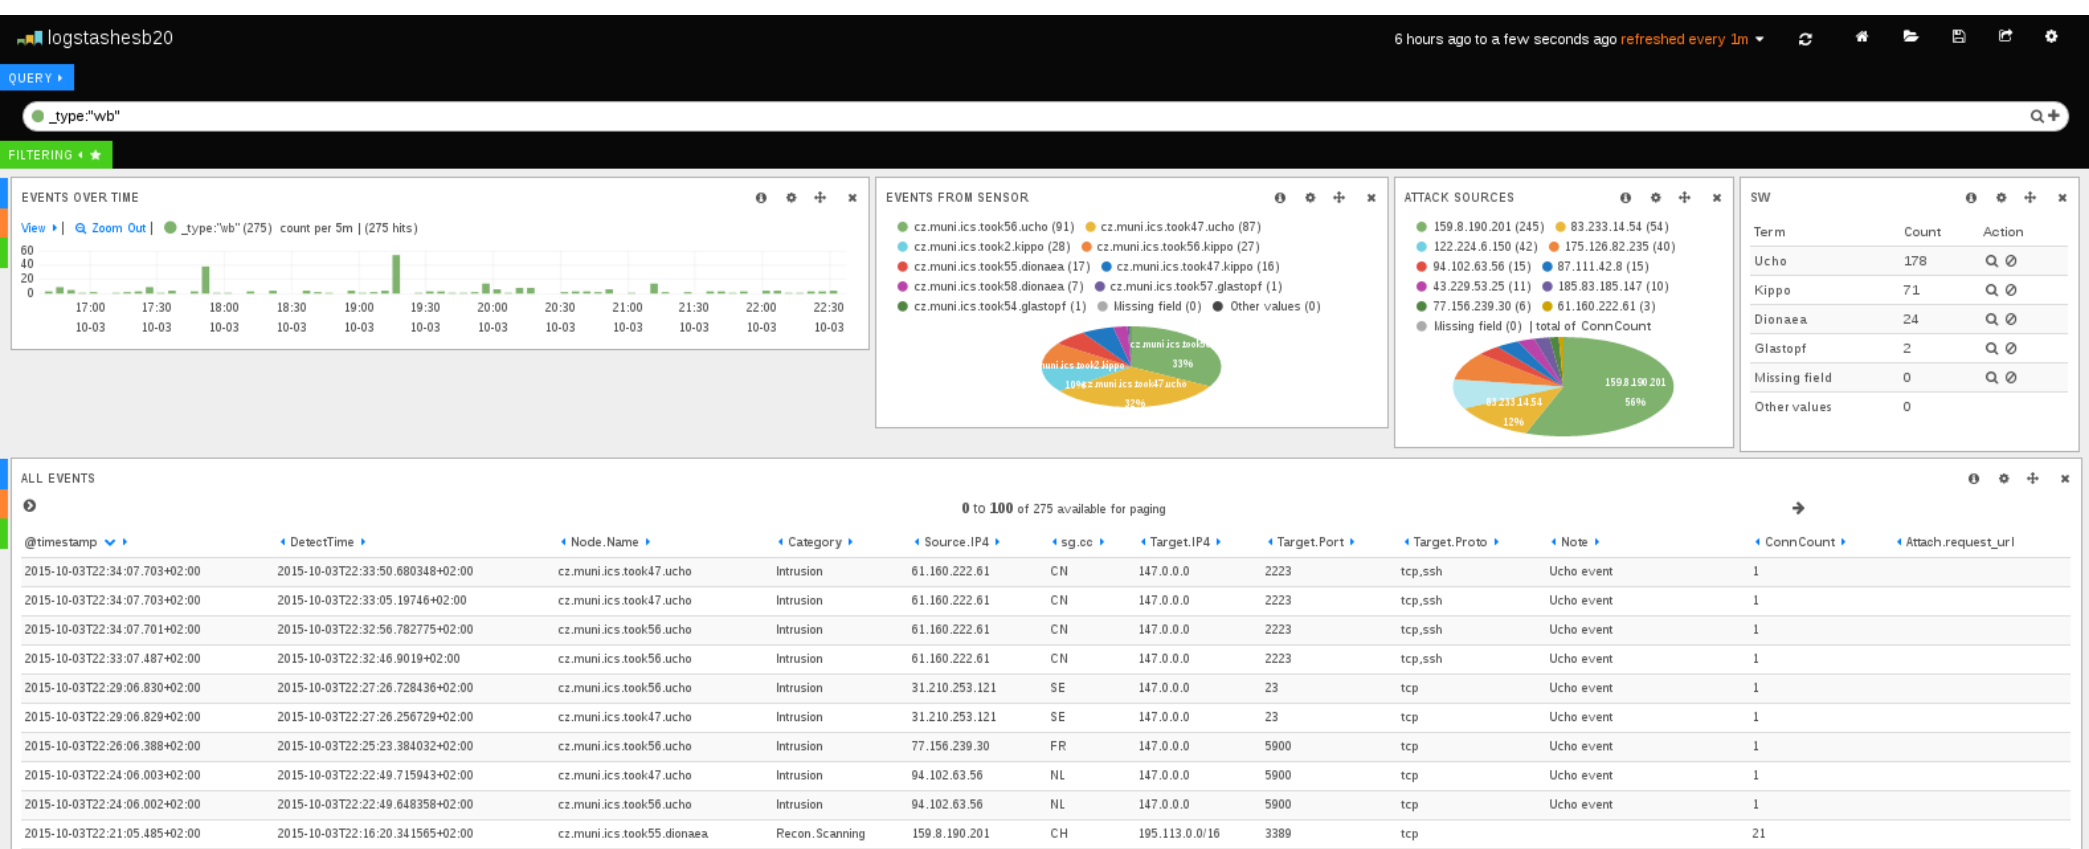 logstashesb20
6 hours ago to a few seconds ago refreshed every 1m
QUERY
_type:"wb"
FILTERING
EVENTS OVER TIME
View | Zoom Out | _type:"wb" (275) count per 5m | (275 hits)
60
40
20
0
17:00 17:30 18:00 18:30 19:00 19:30 20:00 20:30 21:00 21:30 22:00 22:30
10-03 10-03 10-03 10-03 10-03 10-03 10-03 10-03 10-03 10-03 10-03 10-03
EVENTS FROM SENSOR
cz.muni.ics.took56.ucho (91) cz.muni.ics.took47.ucho (87)
cz.muni.ics.took2.kippo (28) cz.muni.ics.took56.kippo (27)
cz.muni.ics.took55.dionaea (17) cz.muni.ics.took47.kippo (16)
cz.muni.ics.took58.dionaea (7) cz.muni.ics.took57.glastopf (1)
cz.muni.ics.took54.glastopf (1) Missing field (0) Other values (0)
33%
10% cz.muni.ics.took47.ucho
32%
ATTACK SOURCES
159.8.190.201 (245) 83.233.14.54 (54)
122.224.6.150 (42) 175.126.82.235 (40)
94.102.63.56 (15) 87.111.42.8 (15)
43.229.53.25 (11) 185.83.185.147 (10)
77.156.239.30 (6) 61.160.222.61 (3)
Missing field (0) | total of ConnCount
159.8.190.201
56%
83.233.14.54
12%
SW
Term Count Action
Ucho 178
Kippo 71
Dionaea 24
Glastopf 2
Missing field 0
Other values 0
ALL EVENTS
0 to 100 of 275 available for paging
@timestamp DetectTime Node.Name Category Source.IP4 sg.cc Target.IP4 Target.Port Target.Proto Note ConnCount Attach.request_url
2015-10-03T22:34:07.703+02:00 2015-10-03T22:33:50.680348+02:00 cz.muni.ics.took47.ucho Intrusion 61.160.222.61 CN 147.0.0.0 2223 tcp,ssh Ucho event 1
2015-10-03T22:34:07.703+02:00 2015-10-03T22:33:05.19746+02:00 cz.muni.ics.took47.ucho Intrusion 61.160.222.61 CN 147.0.0.0 2223 tcp,ssh Ucho event 1
2015-10-03T22:34:07.701+02:00 2015-10-03T22:32:56.782775+02:00 cz.muni.ics.took56.ucho Intrusion 61.160.222.61 CN 147.0.0.0 2223 tcp,ssh Ucho event 1
2015-10-03T22:33:07.487+02:00 2015-10-03T22:32:46.9019+02:00 cz.muni.ics.took56.ucho Intrusion 61.160.222.61 CN 147.0.0.0 2223 tcp,ssh Ucho event 1
2015-10-03T22:29:06.830+02:00 2015-10-03T22:27:26.728436+02:00 cz.muni.ics.took56.ucho Intrusion 31.210.253.121 SE 147.0.0.0 23 tcp Ucho event 1
2015-10-03T22:29:06.829+02:00 2015-10-03T22:27:26.256729+02:00 cz.muni.ics.took47.ucho Intrusion 31.210.253.121 SE 147.0.0.0 23 tcp Ucho event 1
2015-10-03T22:26:06.388+02:00 2015-10-03T22:25:23.384032+02:00 cz.muni.ics.took56.ucho Intrusion 77.156.239.30 FR 147.0.0.0 5900 tcp Ucho event 1
2015-10-03T22:24:06.003+02:00 2015-10-03T22:22:49.715943+02:00 cz.muni.ics.took47.ucho Intrusion 94.102.63.56 NL 147.0.0.0 5900 tcp Ucho event 1
2015-10-03T22:24:06.002+02:00 2015-10-03T22:22:49.648358+02:00 cz.muni.ics.took56.ucho Intrusion 94.102.63.56 NL 147.0.0.0 5900 tcp Ucho event 1
2015-10-03T22:21:05.485+02:00 2015-10-03T22:16:20.341565+02:00 cz.muni.ics.took55.dionaea Recon.Scanning 159.8.190.201 CH 195.113.0.0/16 3389 tcp 21